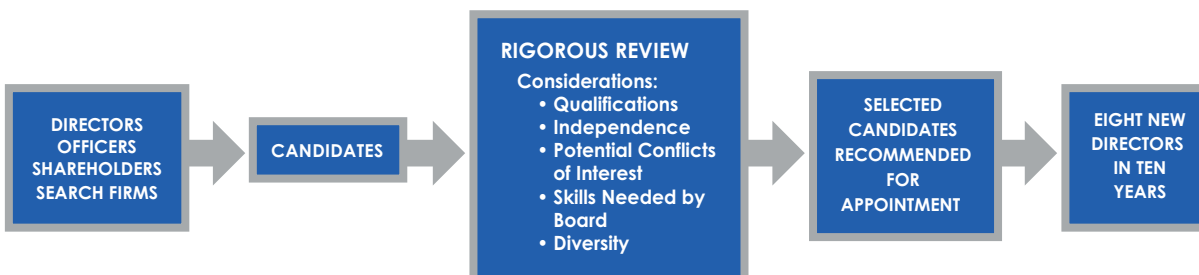 DIRECTORS
OFFICERS
SHAREHOLDERS
SEARCH FIRMS
CANDIDATES
RIGOROUS REVIEW
Considerations:
• Qualifications
• Independence
• Potential Conflicts
of Interest
• Skills Needed by
Board
• Diversity
SELECTED
CANDIDATES
RECOMMENDED
FOR
APPOINTMENT
EIGHT NEW
DIRECTORS
IN TEN
YEARS